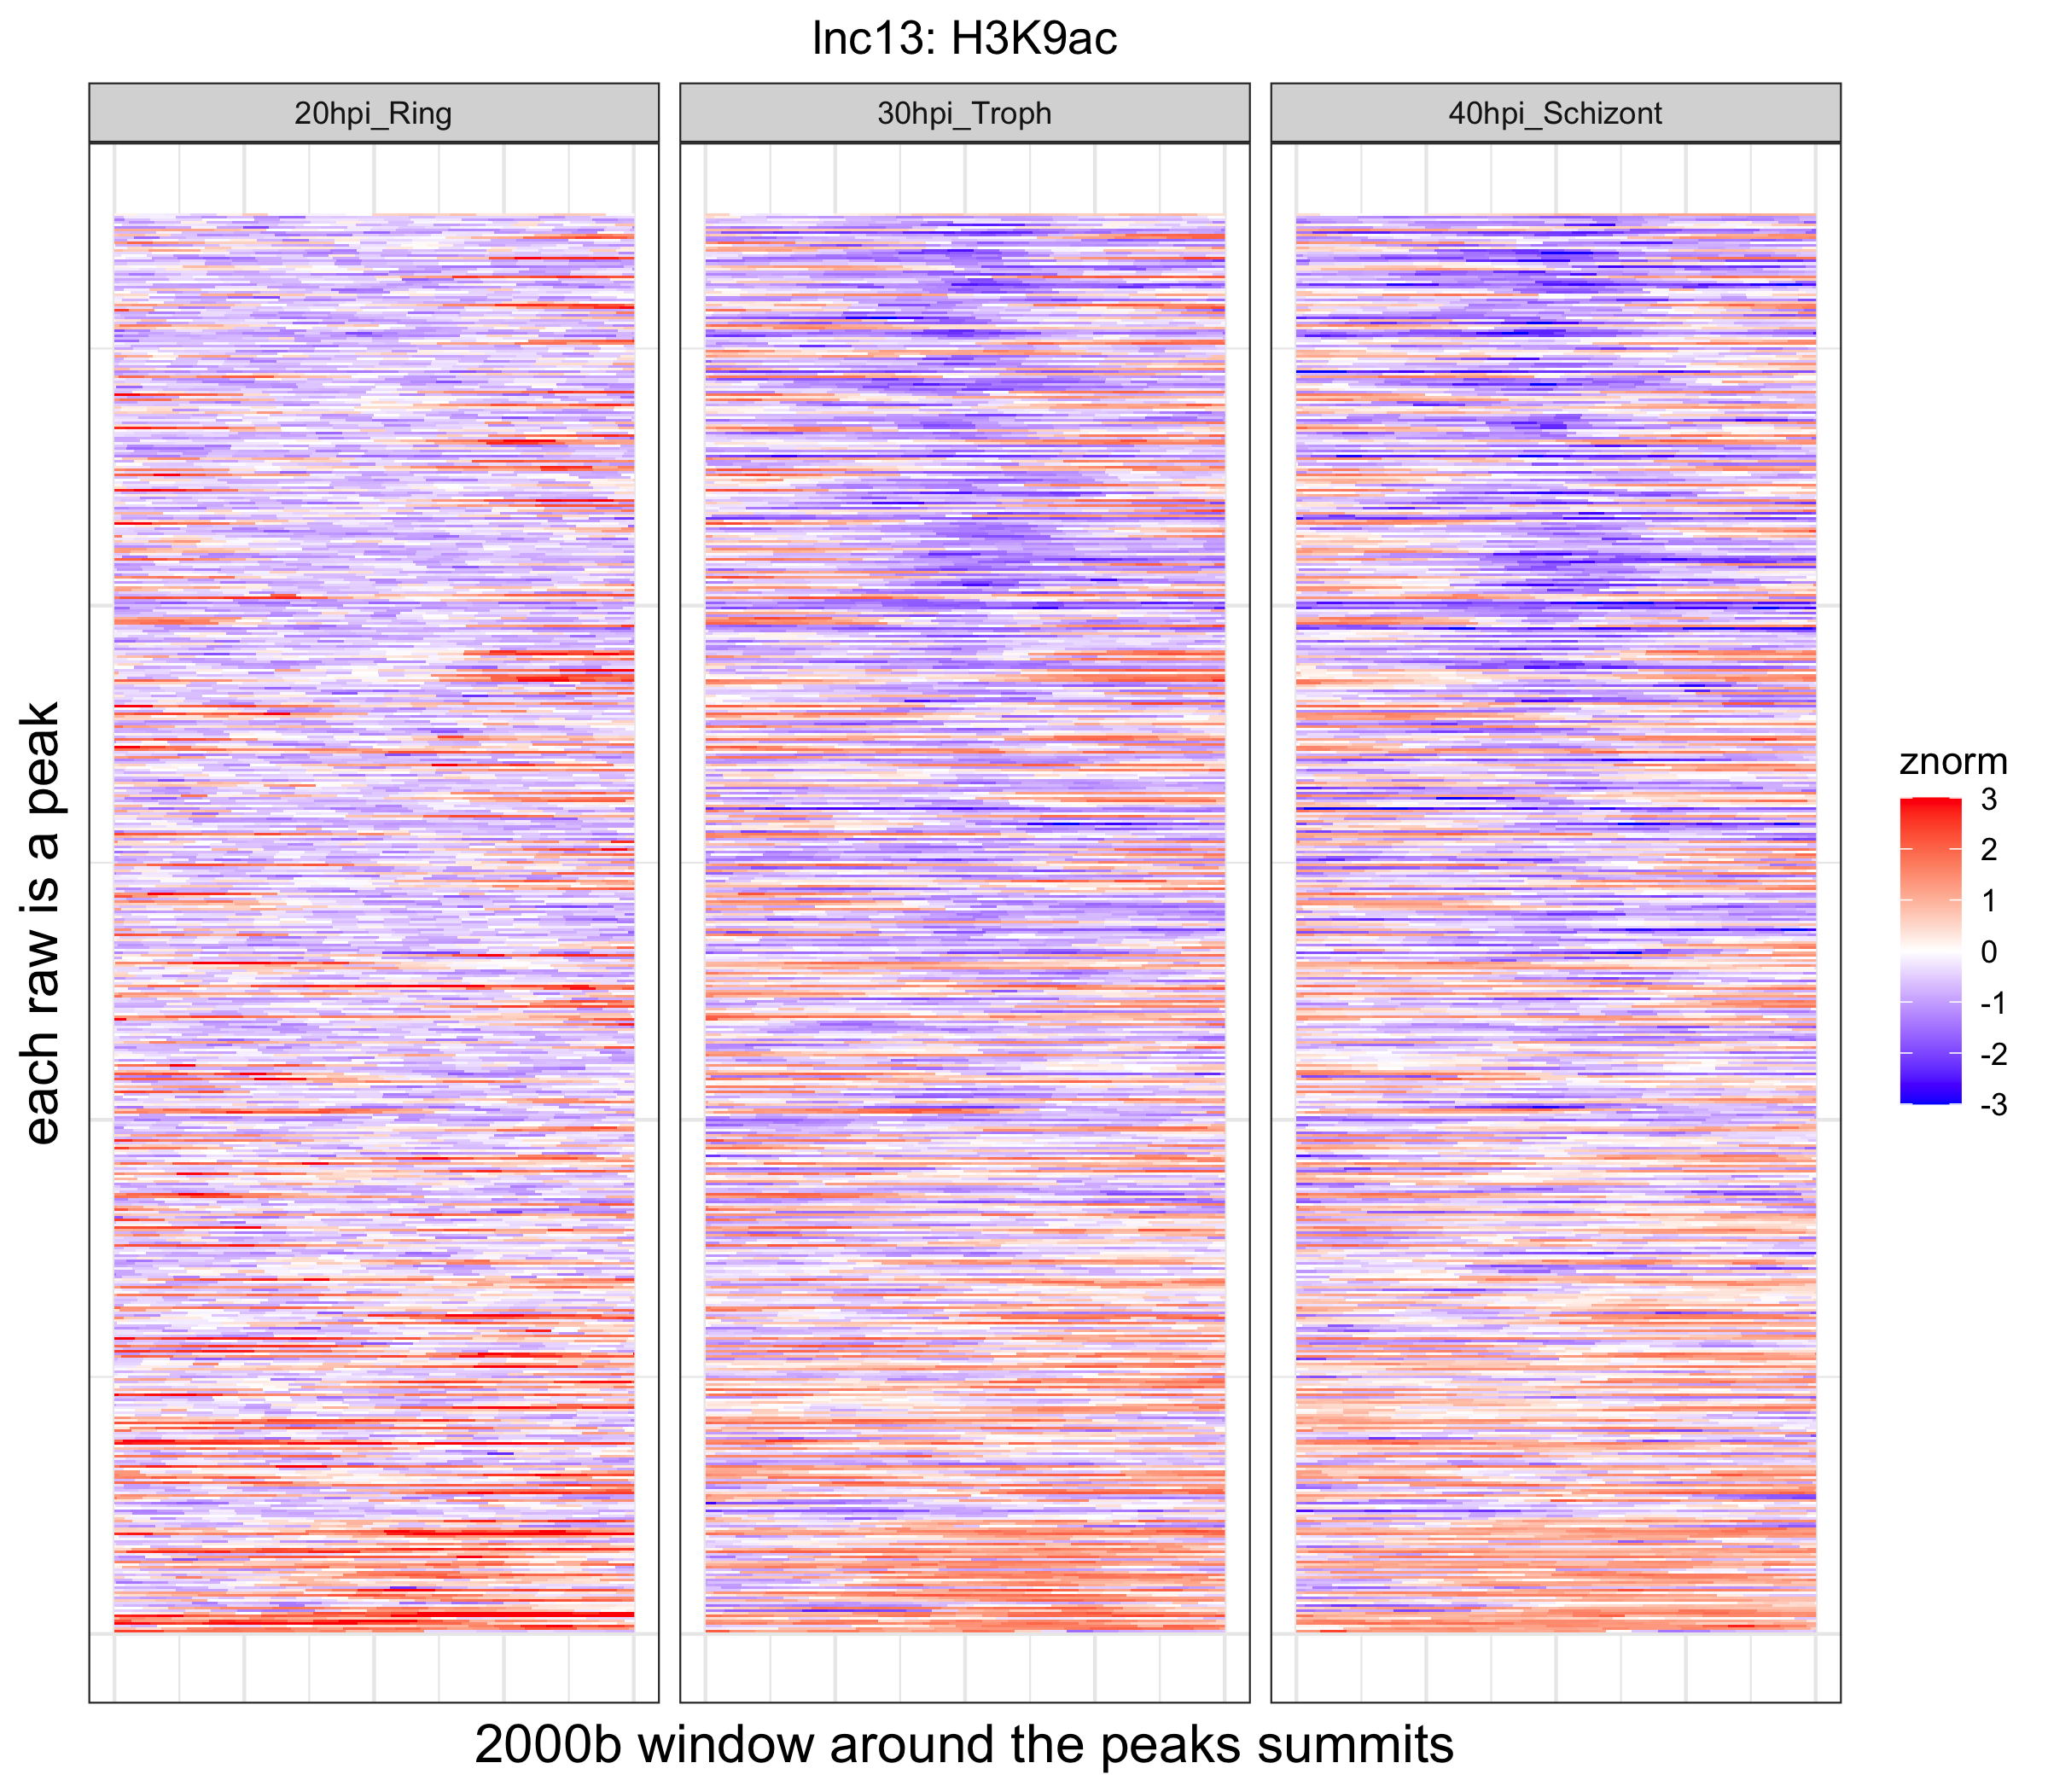 lnc13: H3K9ac
20hpi_Ring
30hpi_Troph
40hpi_Schizont
each raw is a peak
znorm
3
2
1
0
-1
-2
-3
2000b window around the peaks summits